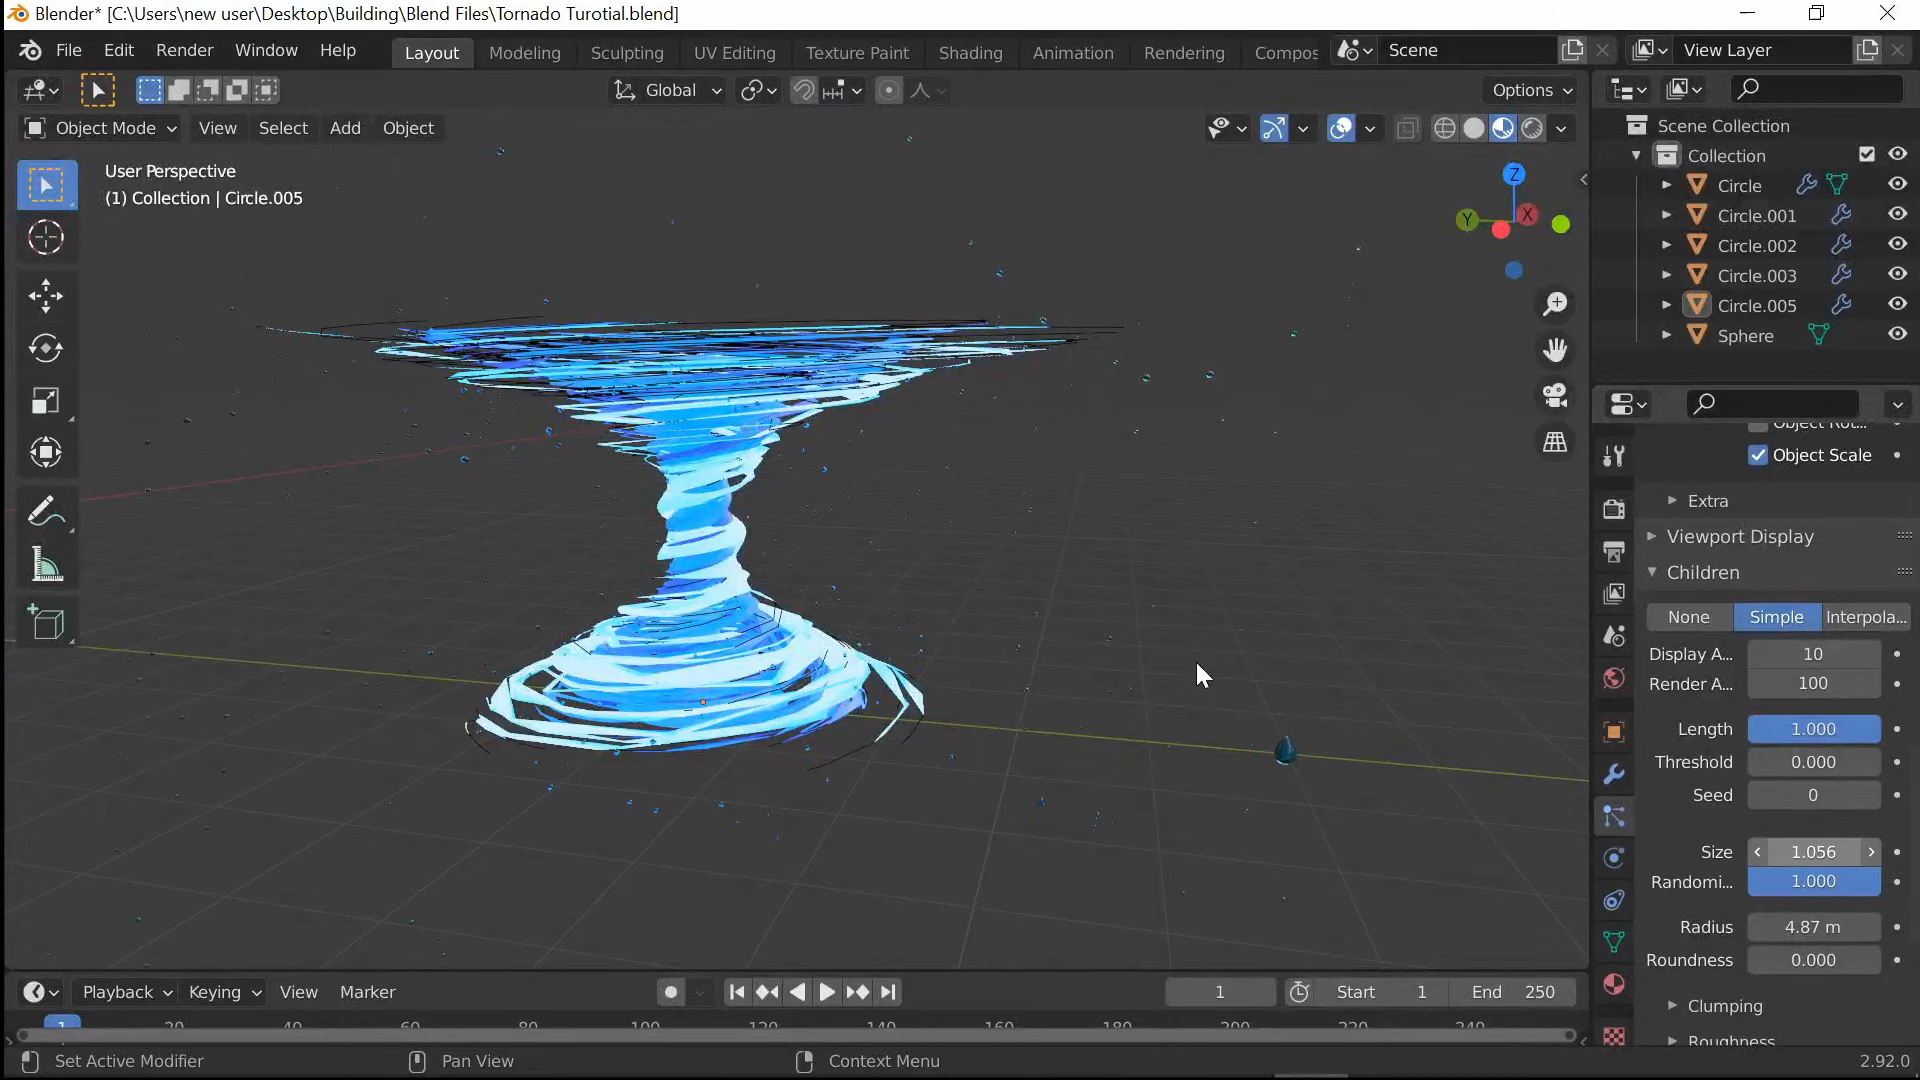 Blender* [C:\Users\new user\Desktop\Building\Blend Files\Tornado Turotial.blend]
File Edit Render Window Help
Layout Modeling Sculpting UV Editing Texture Paint Shading Animation Rendering Compos
Scene
View Layer
Global
Options
Object Mode View Select Add Object
User Perspective
(1) Collection | Circle.005
Z
Y
X
Scene Collection
Collection
Circle
Circle.001
Circle.002
Circle.003
Circle.005
Sphere
Object Rot...
Object Scale
Extra
Viewport Display
Children
None Simple Interpola...
Display A... 10
Render A... 100
Length 1.000
Threshold 0.000
Seed 0
Size 1.056
Randomi... 1.000
Radius 4.87 m
Roundness 0.000
Clumping
Roughness
Playback Keying View Marker
1
Start 1
End 250
1 20 40 60 80 100 120 140 160 180 200 220 240
Set Active Modifier
Pan View
Context Menu
2.92.0